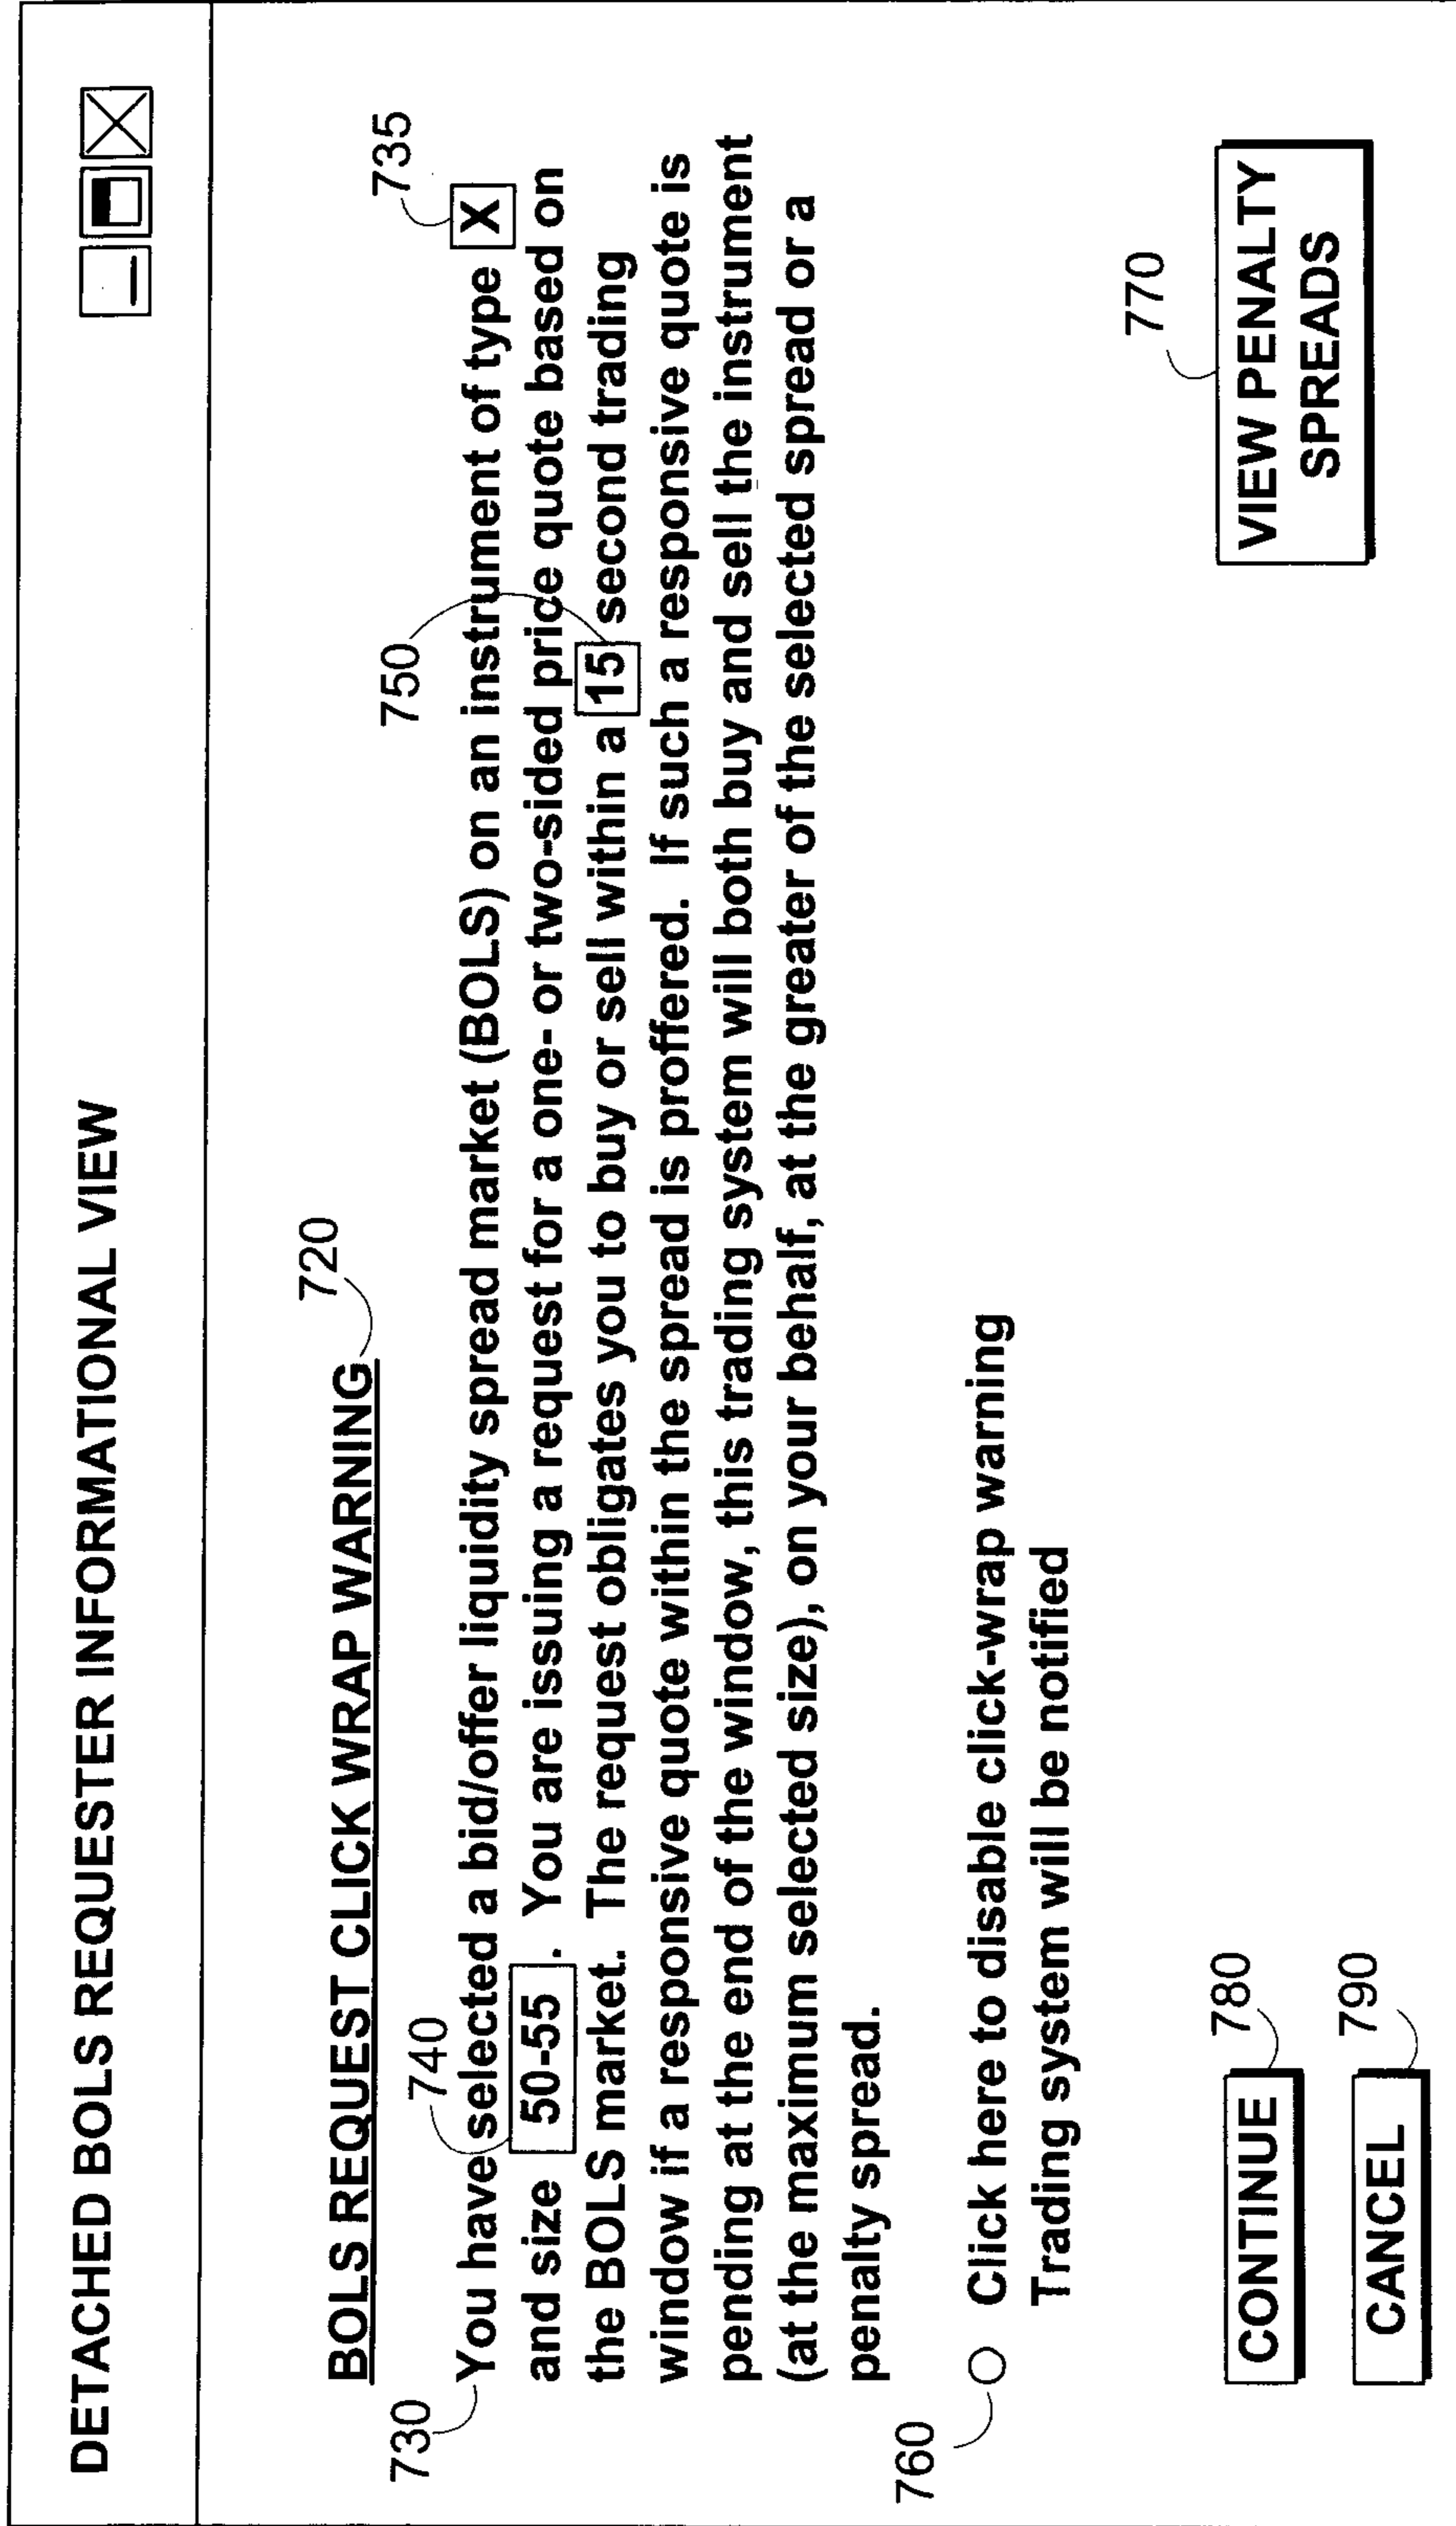 DETACHED BOLS REQUESTER INFORMATIONAL VIEW
BOLS REQUEST CLICK WRAP WARNING
720
730
740
750
735
You have selected a bid/offer liquidity spread market (BOLS) on an instrument of type X
and size 50-55 . You are issuing a request for a one- or two-sided price quote based on
the BOLS market. The request obligates you to buy or sell within a 15 second trading
window if a responsive quote within the spread is proffered. If such a responsive quote is
pending at the end of the window, this trading system will both buy and sell the instrument
(at the maximum selected size), on your behalf, at the greater of the selected spread or a
penalty spread.
760
Click here to disable click-wrap warning
Trading system will be notified
CONTINUE
780
CANCEL
790
770
VIEW PENALTY
SPREADS